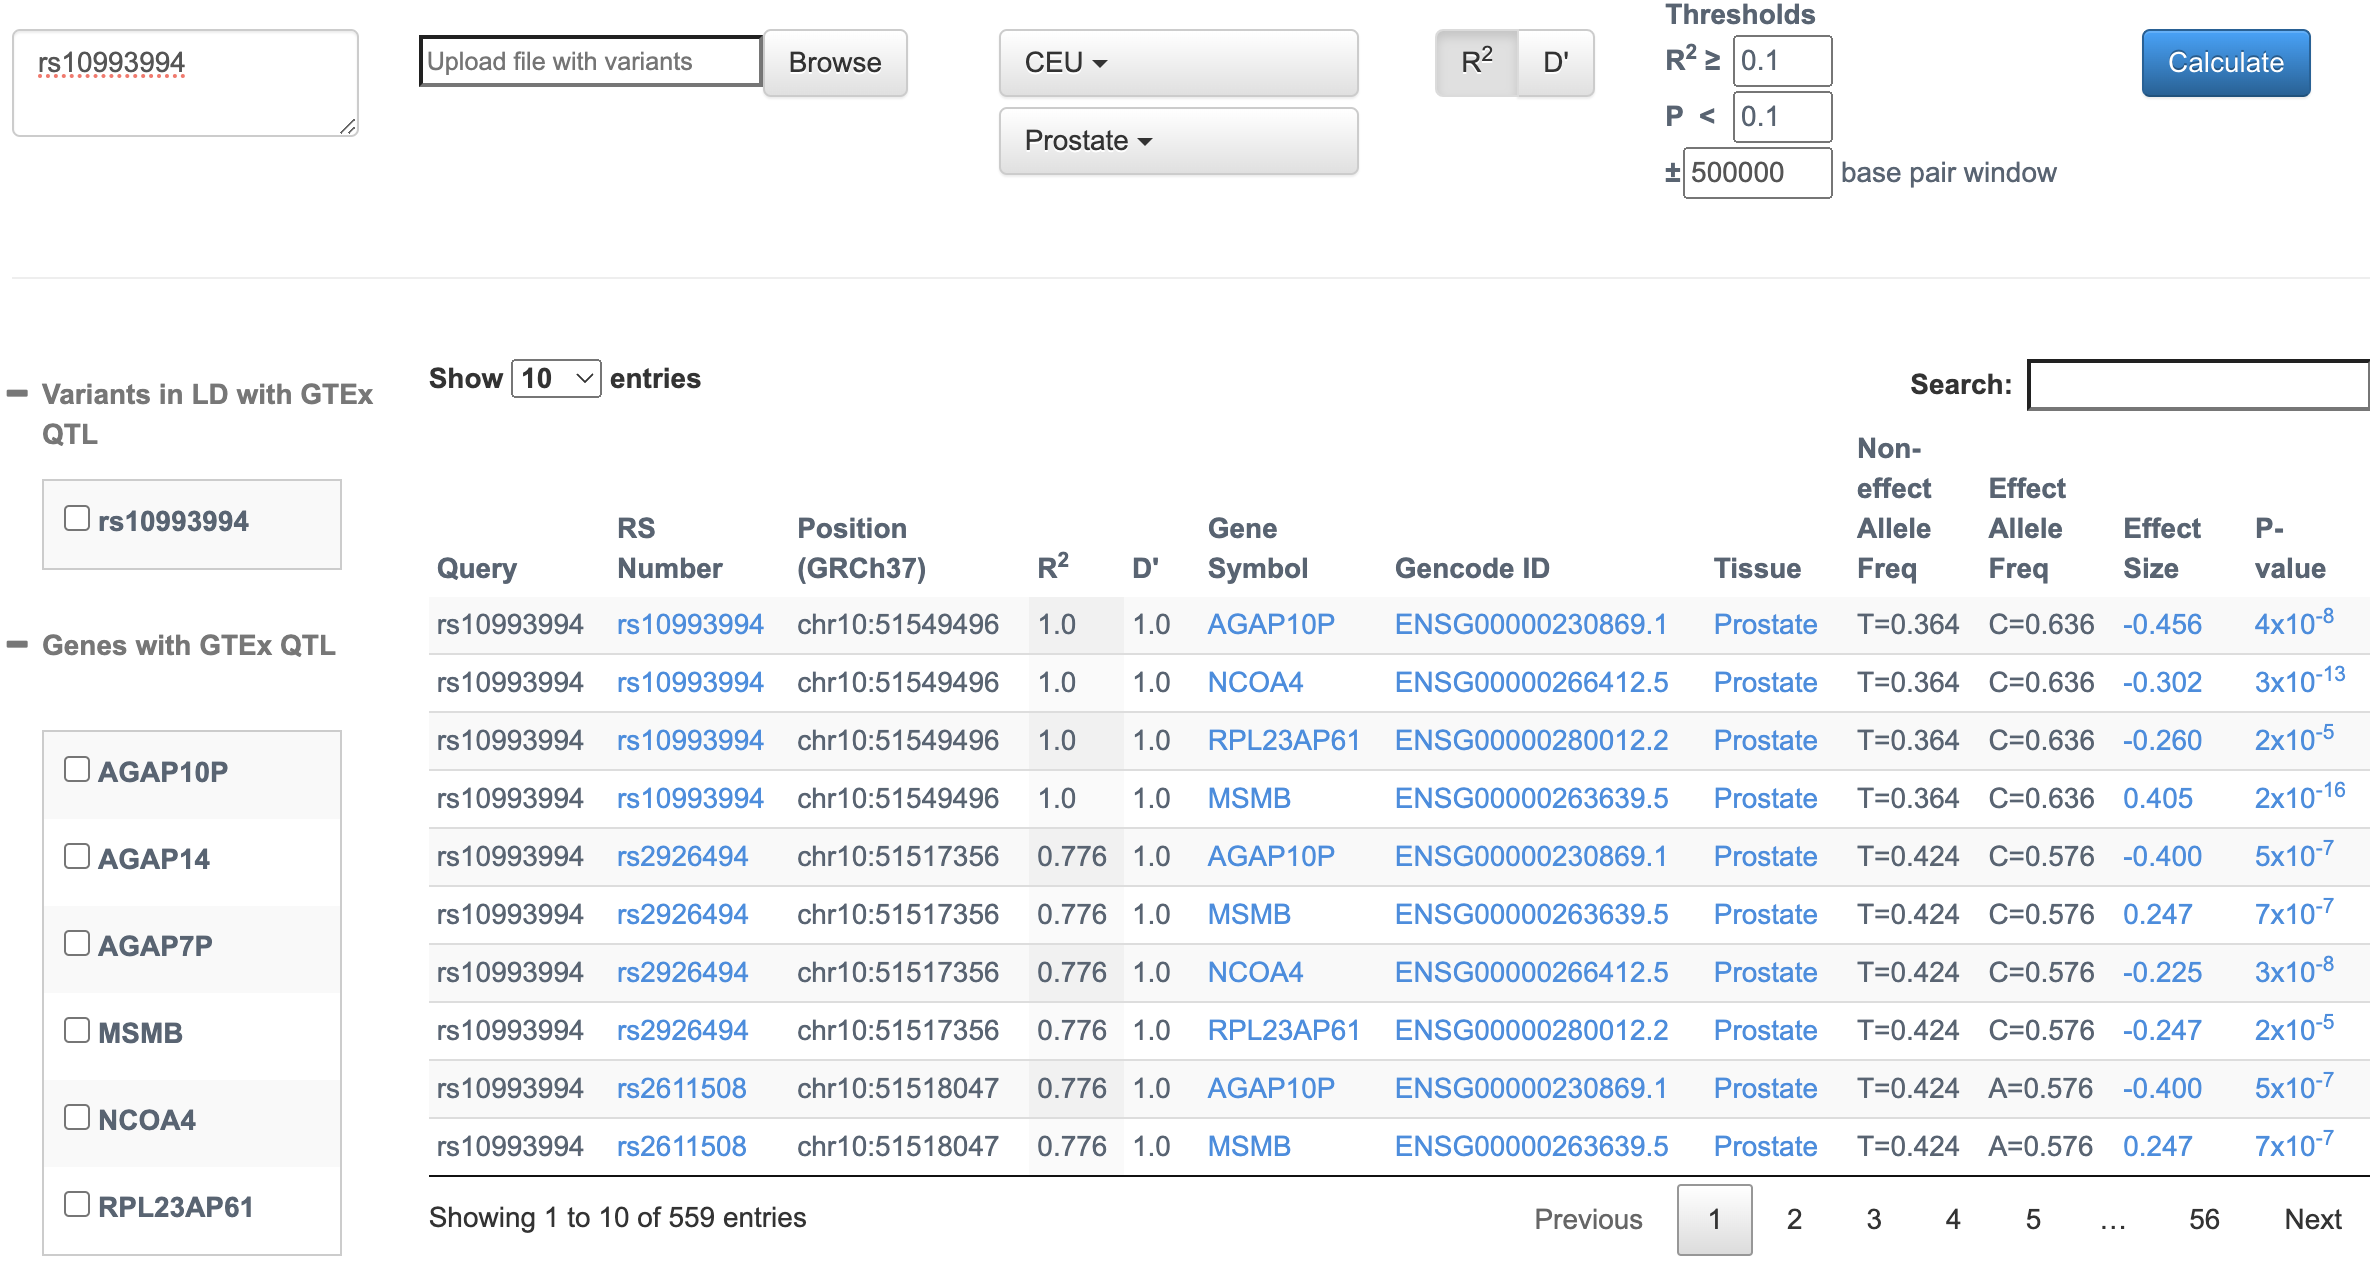 Thresholds
rs10993994 Upload file with variants Browse CEU R² D' R² ≥ 0.1 Calculate
P < 0.1
Prostate
± 500000 base pair window
Variants in LD with GTEx
QTL
rs10993994
Genes with GTEx QTL
AGAP10P
AGAP14
AGAP7P
MSMB
NCOA4
RPL23AP61
Show 10 entries
Search:
Query RS Number Position (GRCh37) R² D' Gene Symbol Gencode ID Tissue Non-effect Allele Freq Effect Allele Freq Effect Size P-value
rs10993994 rs10993994 chr10:51549496 1.0 1.0 AGAP10P ENSG00000230869.1 Prostate T=0.364 C=0.636 -0.456 4x10⁻⁸
rs10993994 rs10993994 chr10:51549496 1.0 1.0 NCOA4 ENSG00000266412.5 Prostate T=0.364 C=0.636 -0.302 3x10⁻¹³
rs10993994 rs10993994 chr10:51549496 1.0 1.0 RPL23AP61 ENSG00000280012.2 Prostate T=0.364 C=0.636 -0.260 2x10⁻⁵
rs10993994 rs10993994 chr10:51549496 1.0 1.0 MSMB ENSG00000263639.5 Prostate T=0.364 C=0.636 0.405 2x10⁻¹⁶
rs10993994 rs2926494 chr10:51517356 0.776 1.0 AGAP10P ENSG00000230869.1 Prostate T=0.424 C=0.576 -0.400 5x10⁻⁷
rs10993994 rs2926494 chr10:51517356 0.776 1.0 MSMB ENSG00000263639.5 Prostate T=0.424 C=0.576 0.247 7x10⁻⁷
rs10993994 rs2926494 chr10:51517356 0.776 1.0 NCOA4 ENSG00000266412.5 Prostate T=0.424 C=0.576 -0.225 3x10⁻⁸
rs10993994 rs2926494 chr10:51517356 0.776 1.0 RPL23AP61 ENSG00000280012.2 Prostate T=0.424 C=0.576 -0.247 2x10⁻⁵
rs10993994 rs2611508 chr10:51518047 0.776 1.0 AGAP10P ENSG00000230869.1 Prostate T=0.424 A=0.576 -0.400 5x10⁻⁷
rs10993994 rs2611508 chr10:51518047 0.776 1.0 MSMB ENSG00000263639.5 Prostate T=0.424 A=0.576 0.247 7x10⁻⁷
Showing 1 to 10 of 559 entries Previous 1 2 3 4 5 … 56 Next